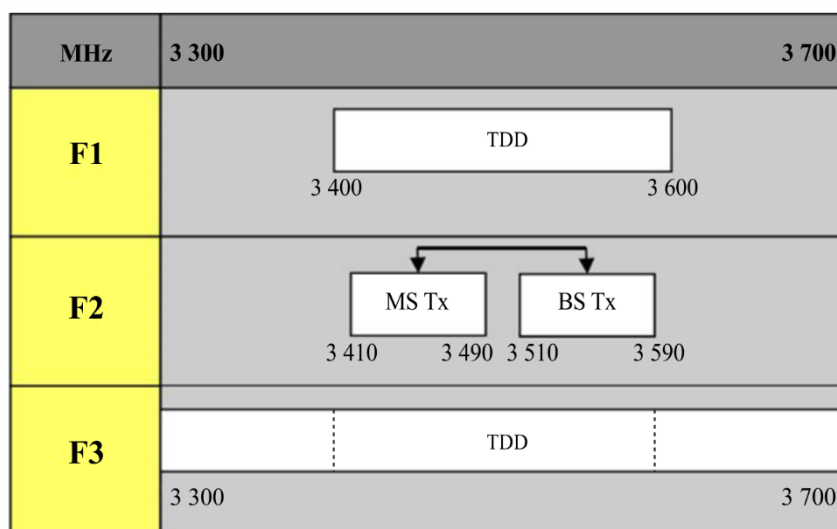 MHz 3 300 3 700
F1 TDD
3 400 3 600
F2 MS Tx BS Tx
3 410 3 490 3 510 3 590
F3 TDD
3 300 3 700